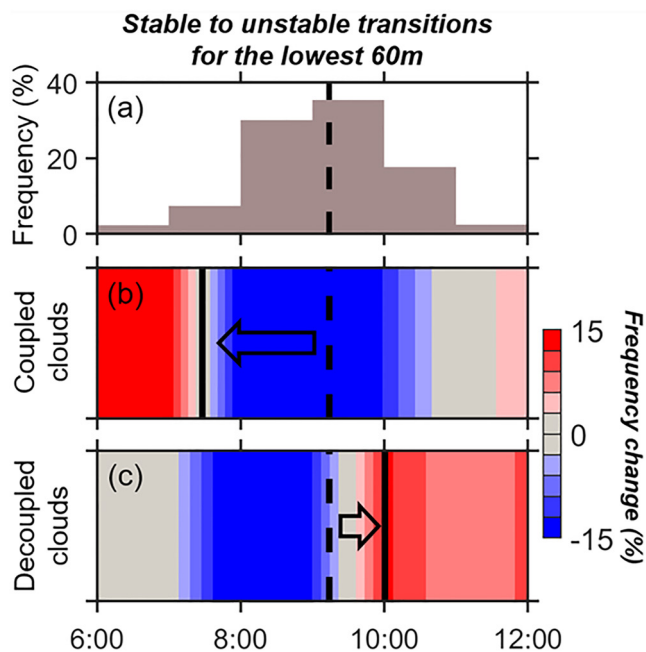 Stable to unstable transitions
for the lowest 60m
Frequency (%)
40
20
0
(a)
Coupled
clouds
(b)
Decoupled
clouds
(c)
15
0
-15
Frequency change (%)
6:00 8:00 10:00 12:00